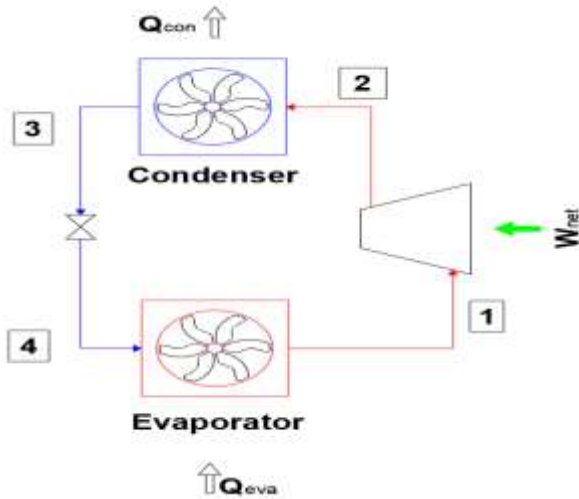 Qcon
2
3
Condenser
Wnet
1
4
Evaporator
Qeva